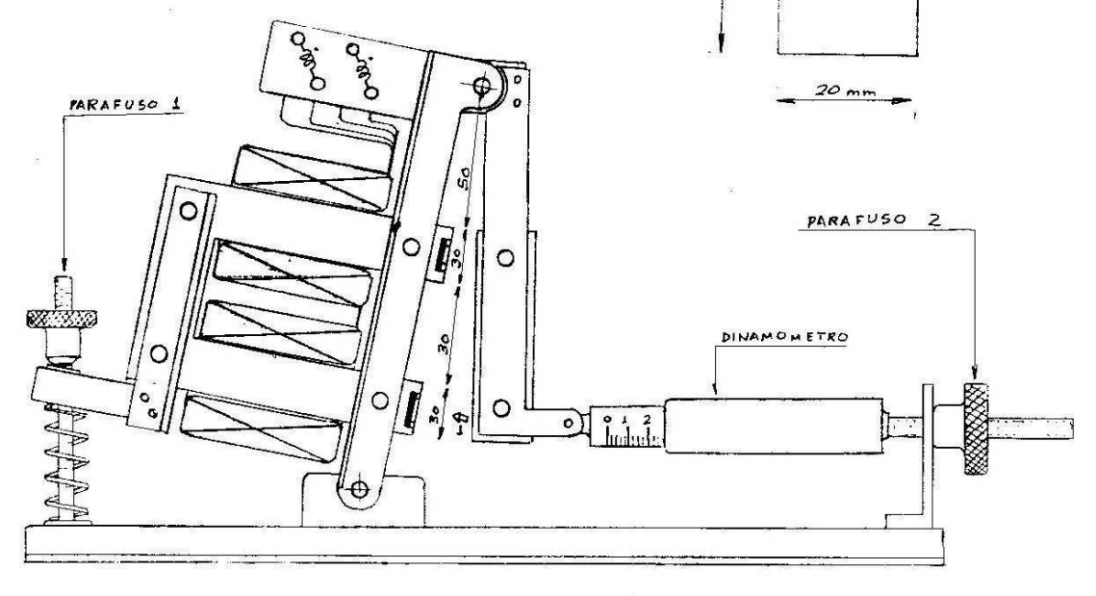 20 mm
PARAFUSO 1
50
PARAFUSO 2
30
30
DINAMOMETRO
30
0 1 2